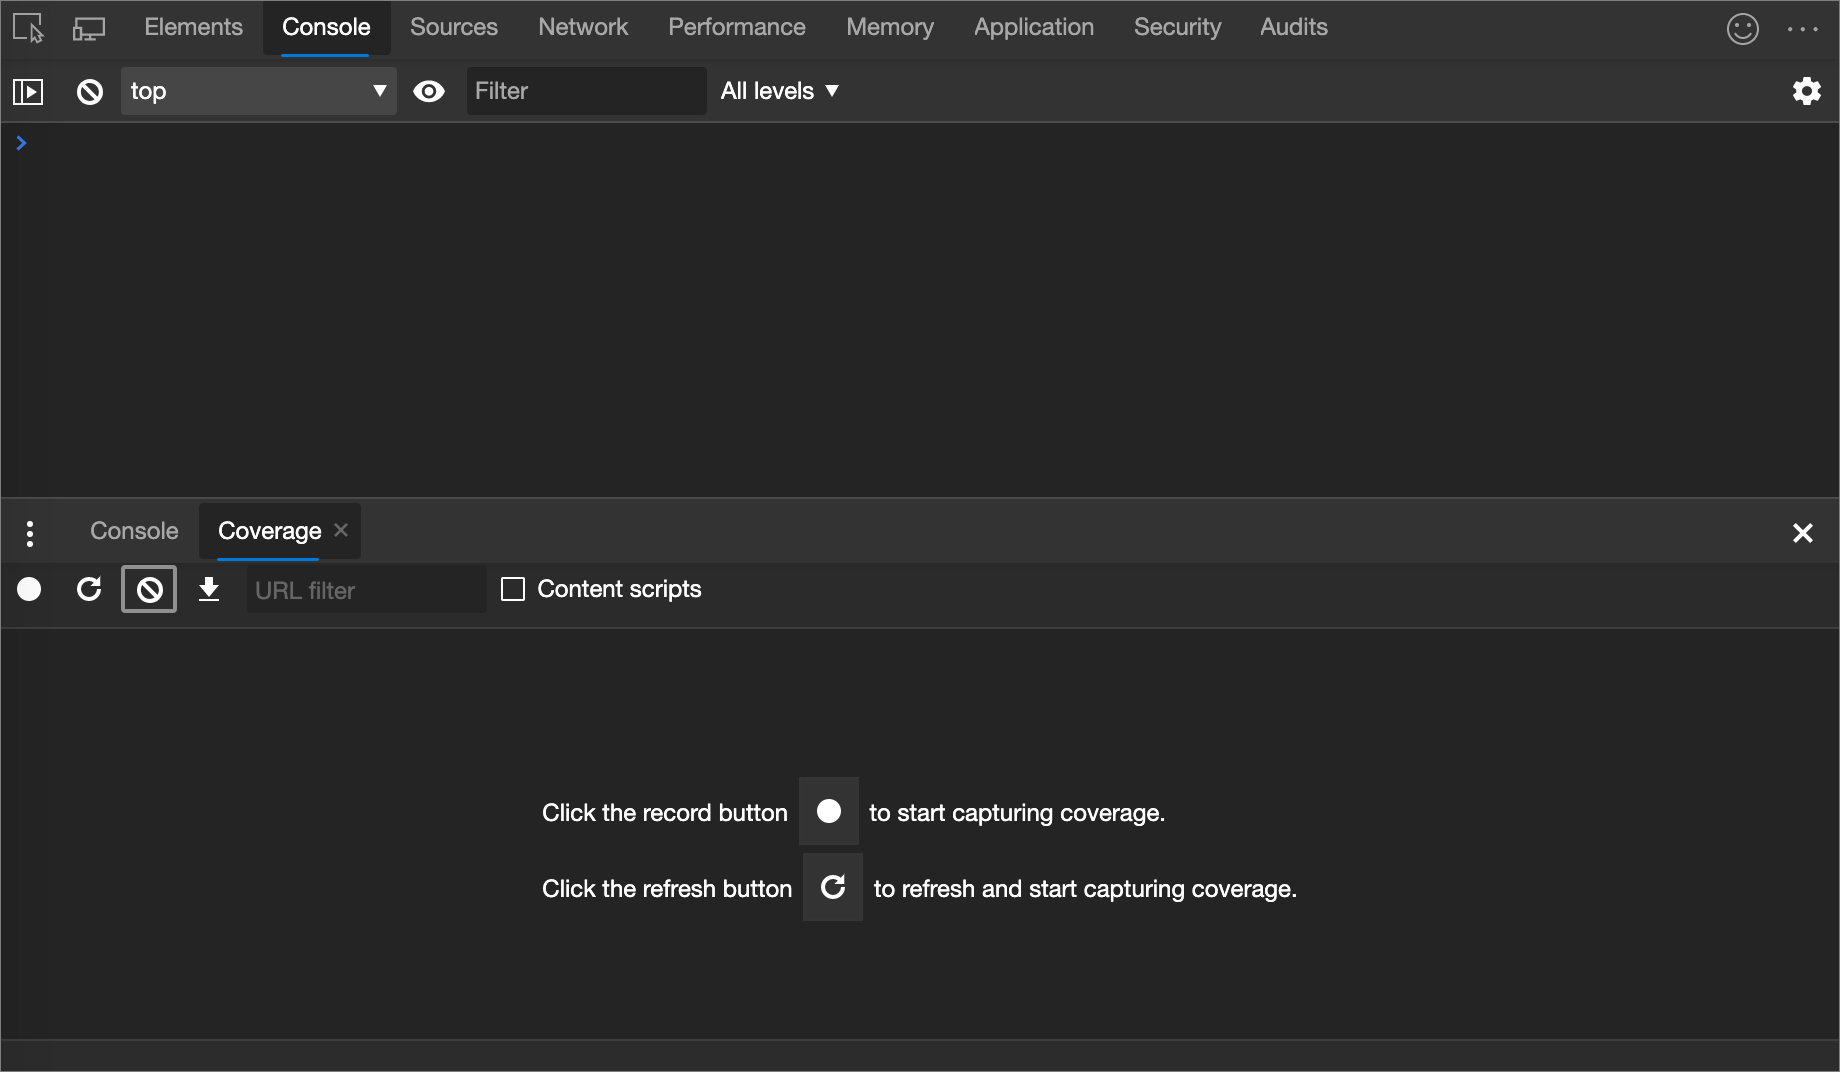 Elements Console Sources Network Performance Memory Application Security Audits
top Filter All levels
Console Coverage
URL filter Content scripts
Click the record button to start capturing coverage.
Click the refresh button to refresh and start capturing coverage.